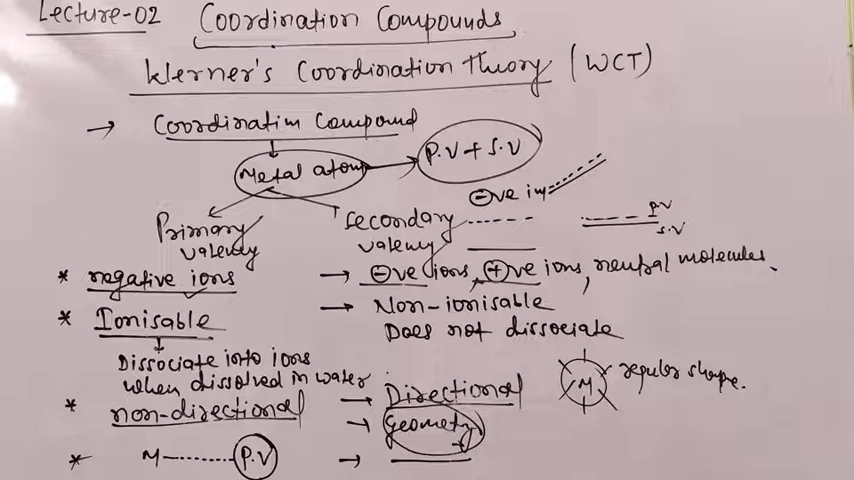 Lecture-02 Coordination Compounds
Werner's Coordination Theory (WCT)
→ Coordination Compound
Metal atom → P.V + S.V
⊖ve ion
Primary valency
Secondary valency
P.V
S.V
* negative ions → ⊖ve ions, ⊕ve ions, neutral molecules.
* Ionisable → Non-ionisable
Does not dissociate
Dissociate into ions
when dissolved in water.
* non-directional → Directional
→ Geometry
M regular shape.
* M-------- P.V →